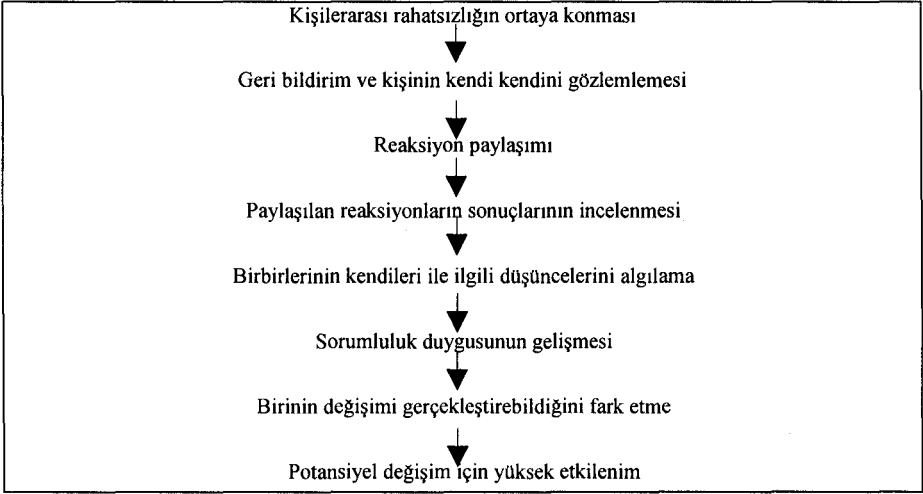 Kişilerarası rahatsızlığın ortaya konması
Geri bildirim ve kişinin kendi kendini gözlemlemesi
Reaksiyon paylaşımı
Paylaşılan reaksiyonların sonuçlarının incelenmesi
Birbirlerinin kendileri ile ilgili düşüncelerini algılama
Sorumluluk duygusunun gelişmesi
Birinin değişimi gerçekleştirebildiğini fark etme
Potansiyel değişim için yüksek etkilenim